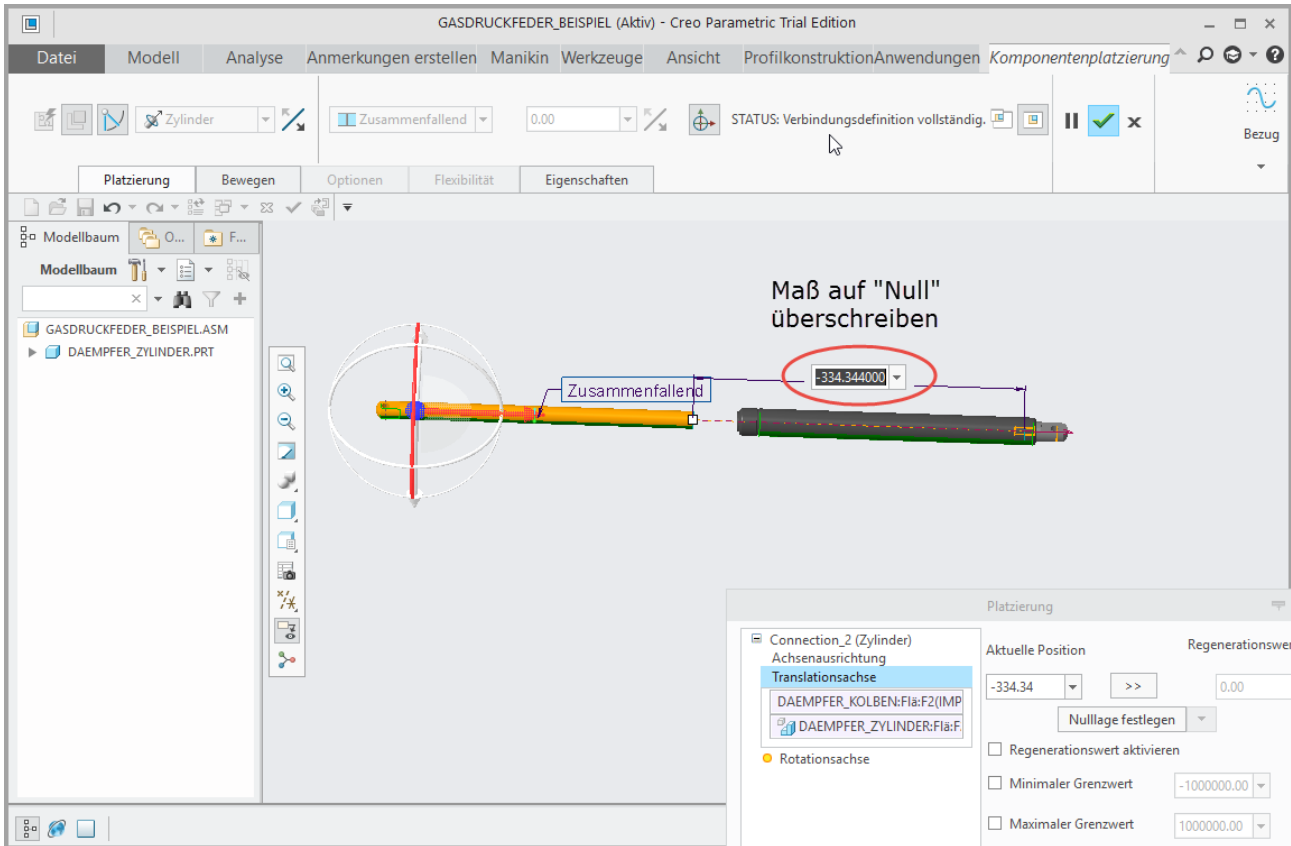 GASDRUCKFEDER_BEISPIEL (Aktiv) - Creo Parametric Trial Edition
Datei Modell Analyse Anmerkungen erstellen Manikin Werkzeuge Ansicht Profilkonstruktion Anwendungen Komponentenplatzierung
Zylinder Zusammenfallend 0.00 STATUS: Verbindungsdefinition vollständig.
Bezug
Platzierung Bewegen Optionen Flexibilität Eigenschaften
Modellbaum O... F...
Modellbaum
GASDRUCKFEDER_BEISPIEL.ASM
DAEMPFER_ZYLINDER.PRT
Maß auf "Null"
überschreiben
-334.344000
Zusammenfallend
Platzierung
Connection_2 (Zylinder)
Achsenausrichtung
Translationsachse
DAEMPFER_KOLBEN:Flä:F2(IMP
DAEMPFER_ZYLINDER:Flä:F.
Rotationsachse
Aktuelle Position Regenerationswer
-334.34 >> 0.00
Nulllage festlegen
Regenerationswert aktivieren
Minimaler Grenzwert -1000000.00
Maximaler Grenzwert 1000000.00